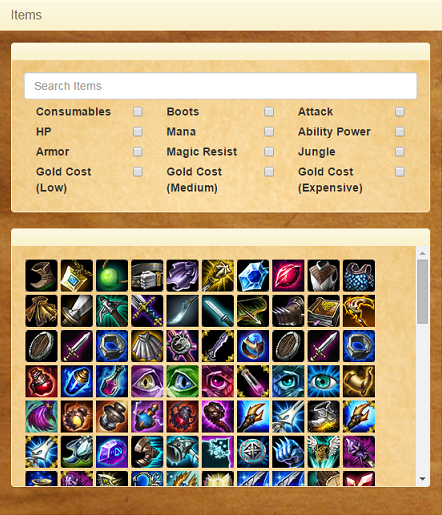 Items
Search Items
Consumables Boots Attack
HP Mana Ability Power
Armor Magic Resist Jungle
Gold Cost Gold Cost Gold Cost
(Low) (Medium) (Expensive)